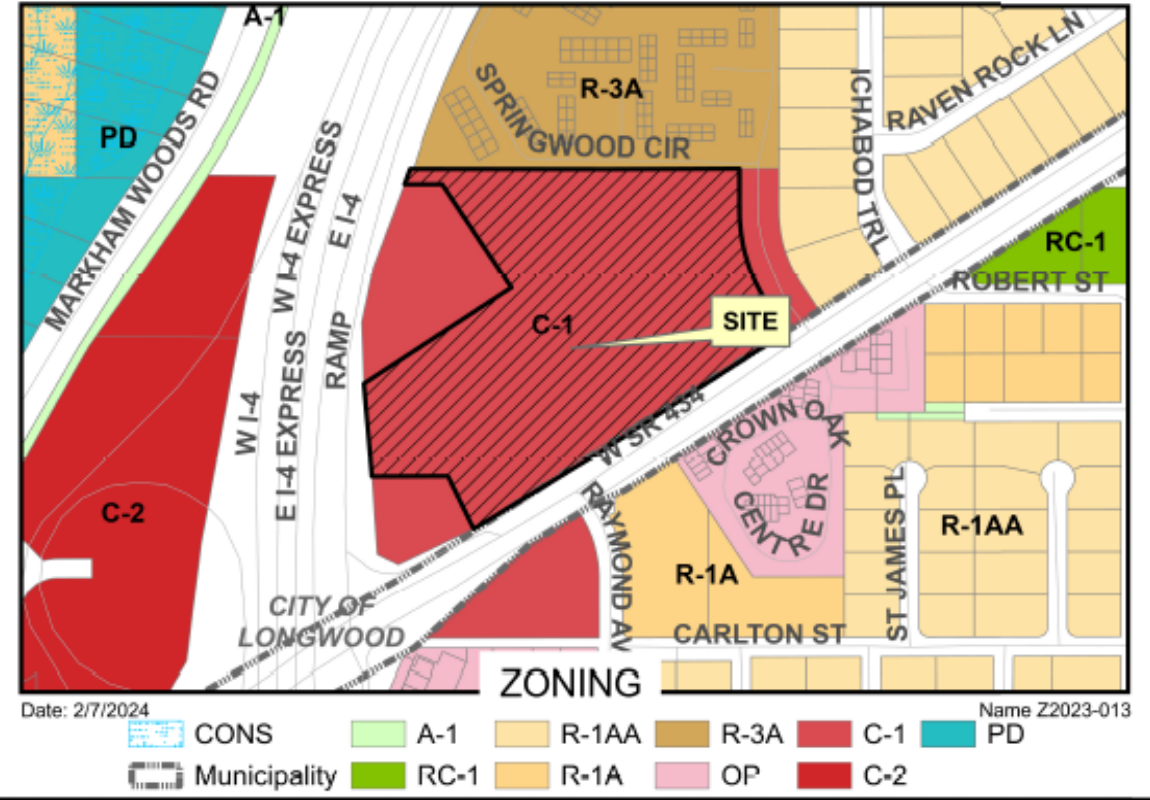 A-1
PD
MARKHAM WOODS RD
W I-4 EXPRESS
E I-4
R-3A
SPRINGWOOD CIR
ICHABOD TRL
RAVEN ROCK LN
RC-1
ROBERT ST
C-1
SITE
RAMP
W I-4
E I-4 EXPRESS
W SR 434
CROWN OAK
CENTRE DR
C-2
RAYMOND AV
R-1A
ST JAMES PL
R-1AA
CITY OF
LONGWOOD
CARLTON ST
ZONING
Date: 2/7/2024
Name Z2023-013
CONS A-1 R-1AA R-3A C-1 PD
Municipality RC-1 R-1A OP C-2